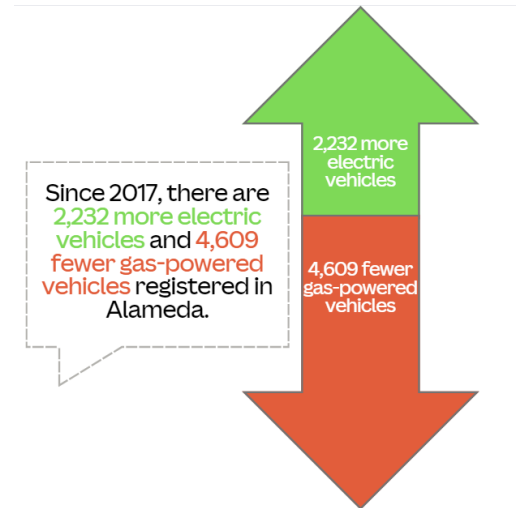 Since 2017, there are
2,232 more electric
vehicles and 4,609
fewer gas-powered
vehicles registered in
Alameda.
2,232 more
electric
vehicles
4,609 fewer
gas-powered
vehicles